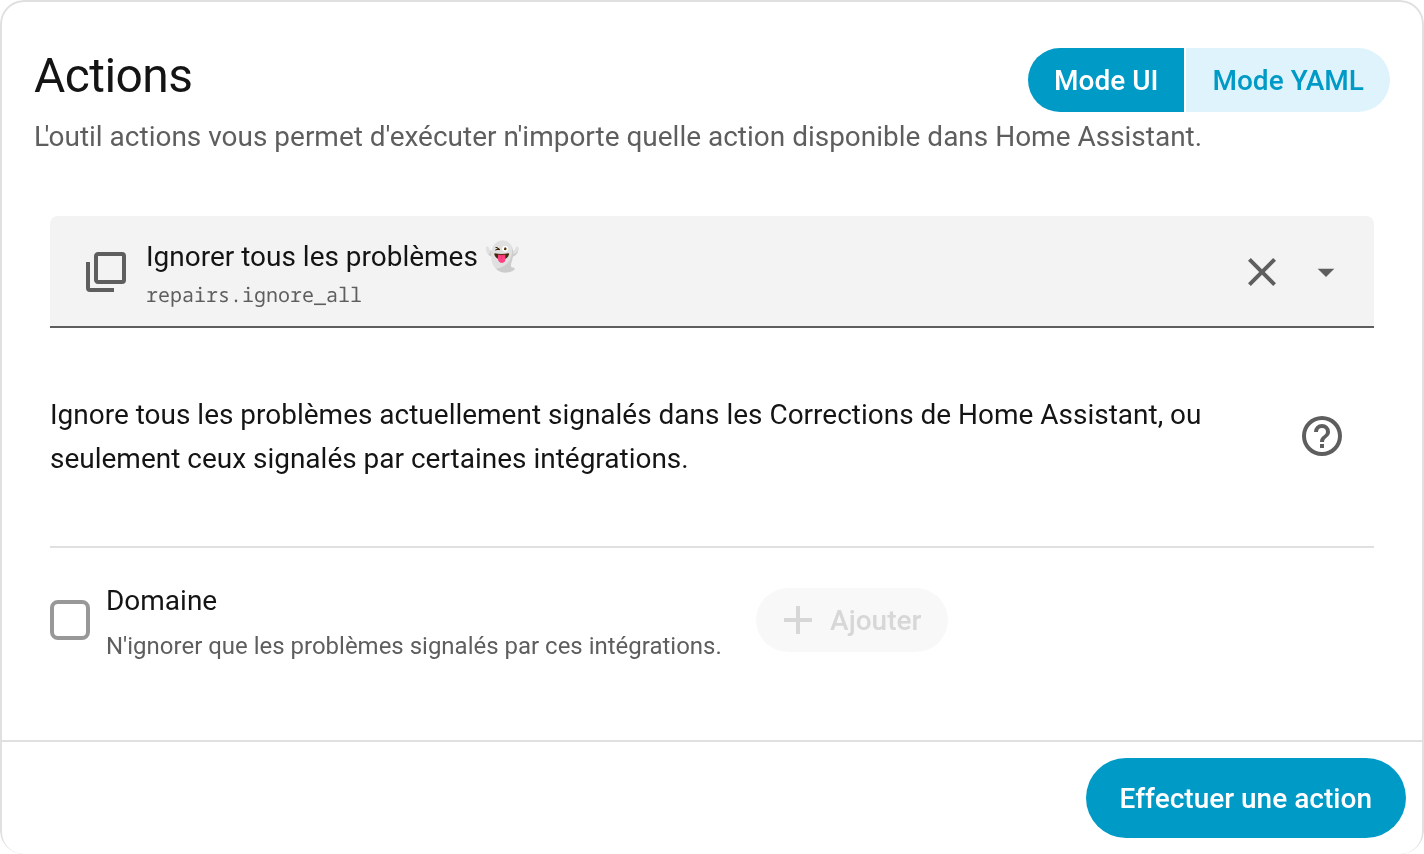 Actions
Mode UI
Mode YAML
L'outil actions vous permet d'exécuter n'importe quelle action disponible dans Home Assistant.
Ignorer tous les problèmes 👻
repairs.ignore_all
Ignore tous les problèmes actuellement signalés dans les Corrections de Home Assistant, ou
seulement ceux signalés par certaines intégrations.
Domaine
N'ignorer que les problèmes signalés par ces intégrations.
Ajouter
Effectuer une action